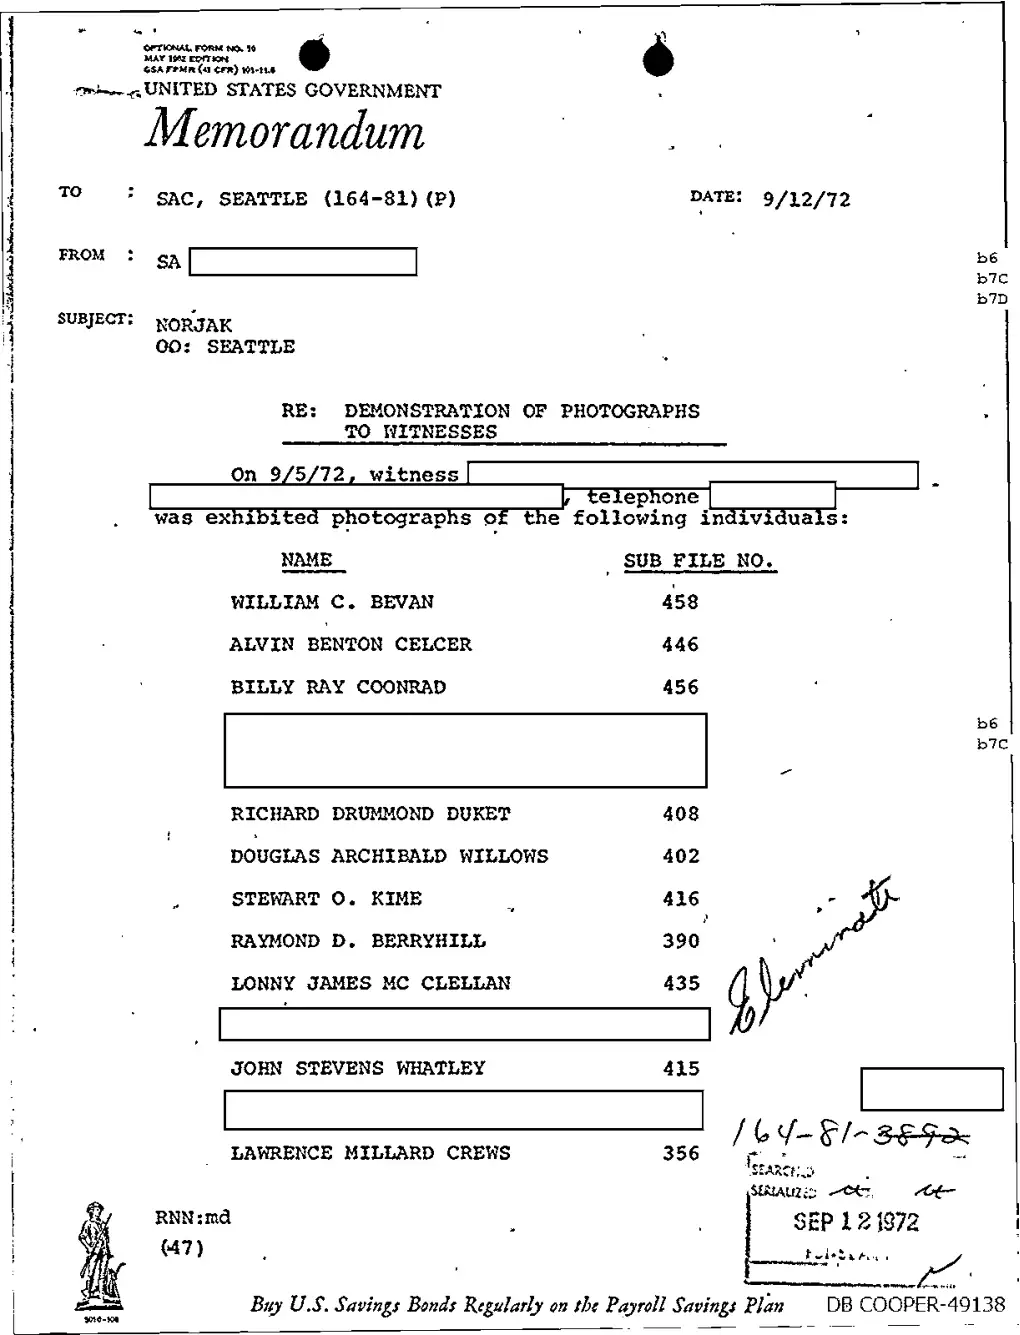 OPTIONAL FORM NO. 10
MAY 1962 EDITION
GSA FPMR (41 CFR) 101-11.6
UNITED STATES GOVERNMENT
Memorandum
TO : SAC, SEATTLE (164-81)(P) DATE: 9/12/72
FROM : SA
b6
b7C
b7D
SUBJECT: NORJAK
OO: SEATTLE
RE: DEMONSTRATION OF PHOTOGRAPHS
TO WITNESSES
On 9/5/72, witness
, telephone
was exhibited photographs of the following individuals:
NAME SUB FILE NO.
WILLIAM C. BEVAN 458
ALVIN BENTON CELCER 446
BILLY RAY COONRAD 456
b6
b7C
RICHARD DRUMMOND DUKET 408
DOUGLAS ARCHIBALD WILLOWS 402
STEWART O. KIME 416
RAYMOND D. BERRYHILL 390
LONNY JAMES MC CLELLAN 435
Eleminate
JOHN STEVENS WHATLEY 415
LAWRENCE MILLARD CREWS 356
164-81-3892
SEARCHED
SERIALIZED
SEP 12 1972
RNN:md
(47)
5010-108
Buy U.S. Savings Bonds Regularly on the Payroll Savings Plan
DB COOPER-49138